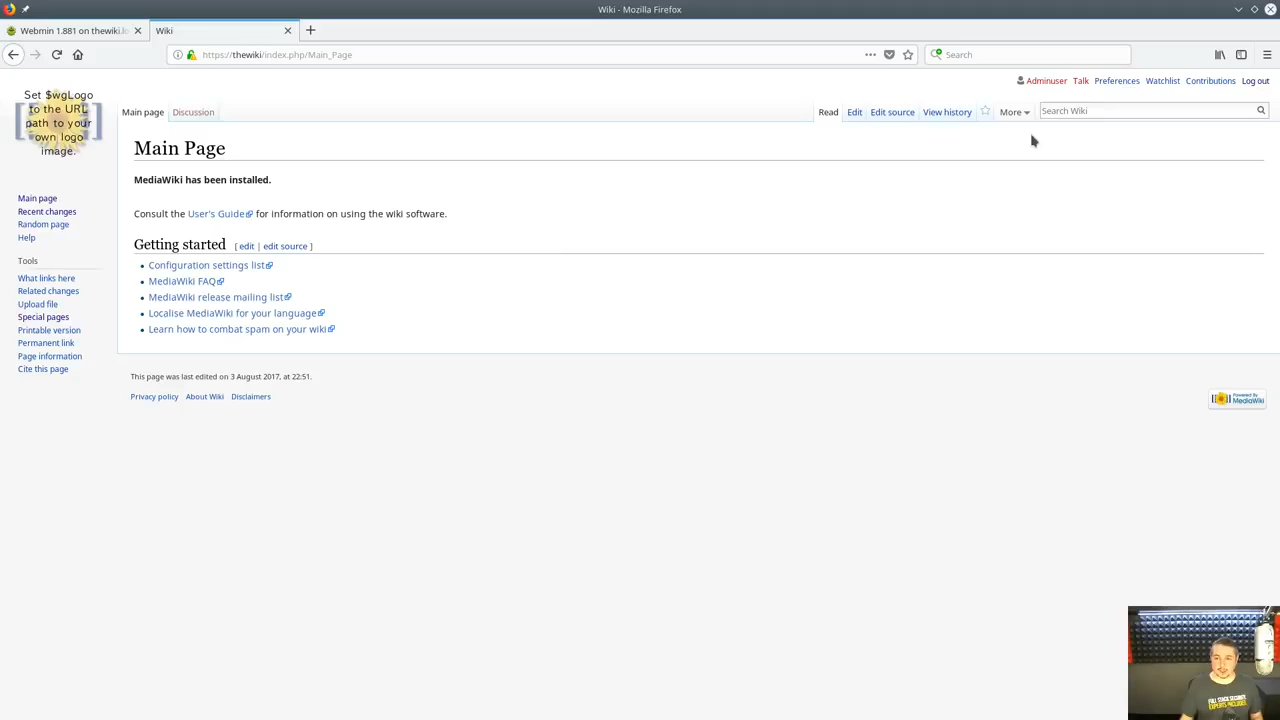 Wiki - Mozilla Firefox
Webmin 1.881 on thewiki.lo
Wiki
https://thewiki/index.php/Main_Page
Search
Adminuser Talk Preferences Watchlist Contributions Log out
Set $wgLogo
to the URL
path to your
own logo
image.
Main page Discussion
Read Edit Edit source View history More
Search Wiki
Main Page
MediaWiki has been installed.
Consult the User's Guide for information on using the wiki software.
Getting started [ edit | edit source ]
• Configuration settings list
• MediaWiki FAQ
• MediaWiki release mailing list
• Localise MediaWiki for your language
• Learn how to combat spam on your wiki
Main page
Recent changes
Random page
Help
Tools
What links here
Related changes
Upload file
Special pages
Printable version
Permanent link
Page information
Cite this page
This page was last edited on 3 August 2017, at 22:51.
Privacy policy About Wiki Disclaimers
Powered By
MediaWiki
FULL STACK SECURITY
EXPERTS INCLUDED